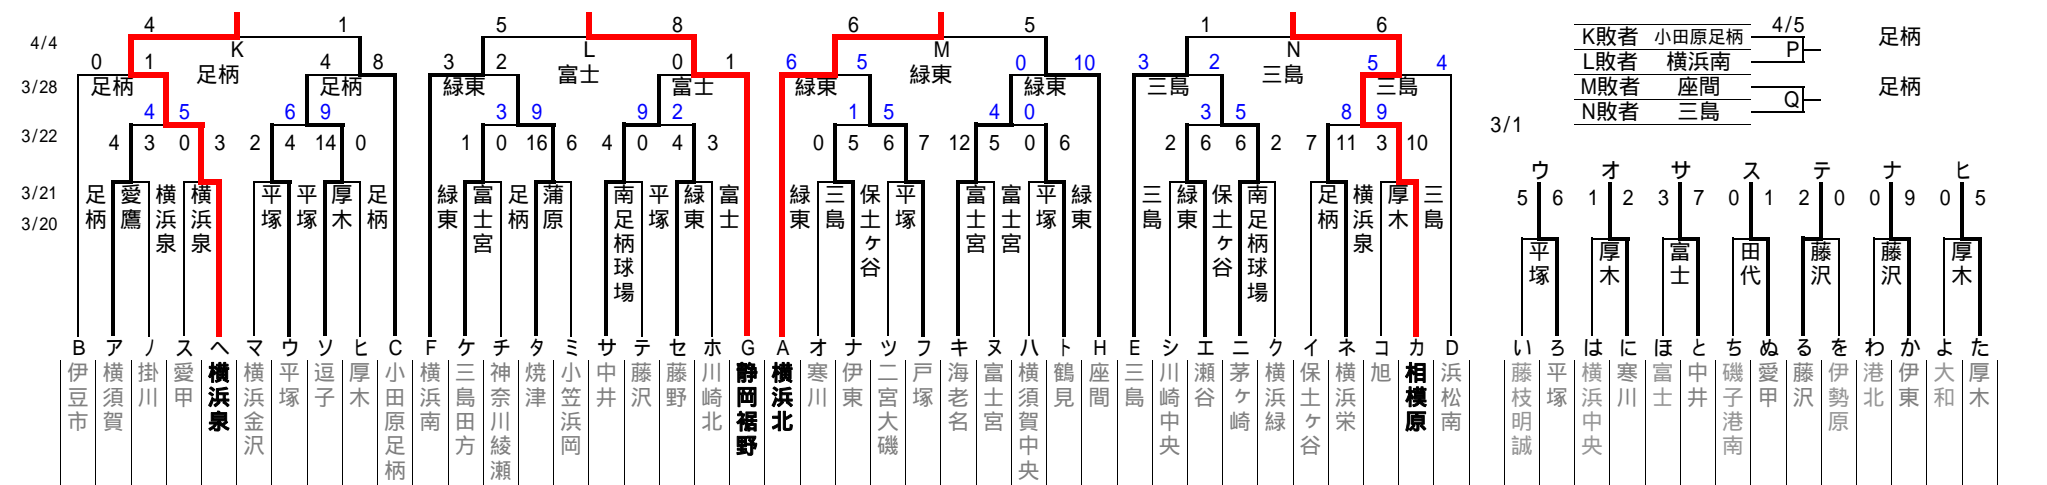 4 1 5 8 6 5 1 6
4/4 K L M N
0 1 足柄 4 8 3 2 富士 0 1 6 5 緑東 0 10 3 2 三島 5 4
3/28 足柄 足柄 緑東 富士 緑東 緑東 三島 三島
4 5 6 9 3 9 9 2 1 5 4 0 3 5 8 9
3/22 4 3 0 3 2 4 14 0 1 0 16 6 4 0 4 3 0 5 6 7 12 5 0 6 2 6 6 2 7 11 3 10
3/21
3/20
足柄 愛鷹 横浜泉 横浜泉 平塚 平塚 厚木 足柄 緑東 富士宮 足柄 蒲原 南足柄球場 平塚 緑東 富士 緑東 三島 保土ヶ谷 平塚 富士宮 富士宮 平塚 緑東 三島 緑東 保土ヶ谷 南足柄球場 足柄 横浜泉 厚木 三島
B ア ノ ス ヘ マ ウ ソ ヒ C F ケ チ タ ミ サ テ セ ホ G A オ ナ ツ フ キ ヌ ハ ト H E シ エ ニ ク イ ネ コ カ D
伊豆市 横須賀 掛川 愛甲 横浜泉 横浜金沢 平塚 逗子 厚木 小田原足柄 横浜南 三島田方 神奈川綾瀬 焼津 小笠浜岡 中井 藤沢 藤野 川崎北 静岡裾野 横浜北 寒川 伊東 二宮大磯 戸塚 海老名 富士宮 横須賀中央 鶴見 座間 三島 川崎中央 瀬谷 茅ヶ崎 横浜緑 保土ヶ谷 横浜栄 旭 相模原 浜松南
4/5
K敗者 小田原足柄 足柄
L敗者 横浜南 P
M敗者 座間 足柄
N敗者 三島 Q
3/1
ウ オ サ ス テ ナ ヒ
5 6 1 2 3 7 0 1 2 0 0 9 0 5
平塚 厚木 富士 田代 藤沢 藤沢 厚木
い ろ は に ほ と ち ぬ る を わ か よ た
藤枝明誠 平塚 横浜中央 寒川 富士 中井 磯子港南 愛甲 藤沢 伊勢原 港北 伊東 大和 厚木